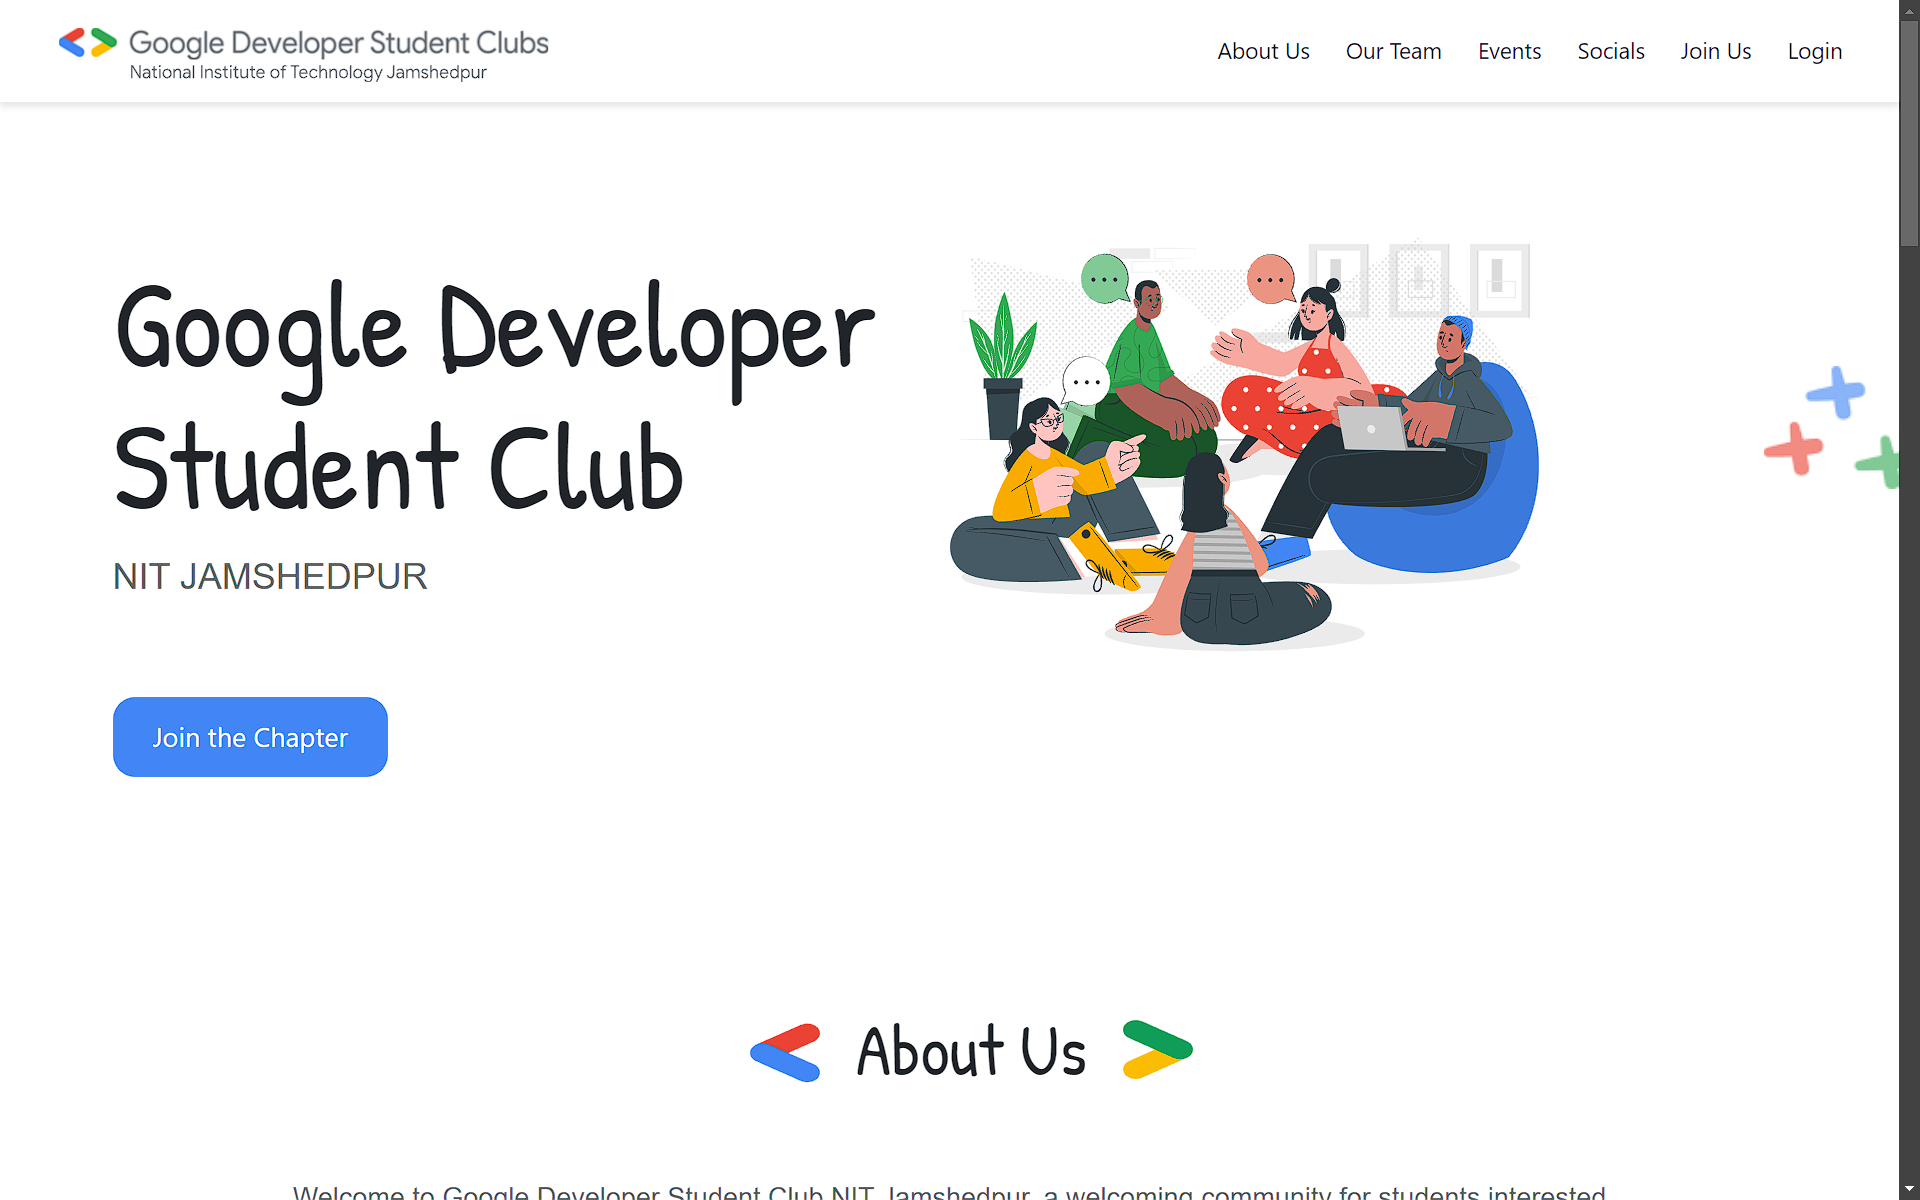 Google Developer Student Clubs
National Institute of Technology Jamshedpur
About Us Our Team Events Socials Join Us Login
Google Developer
Student Club
NIT JAMSHEDPUR
Join the Chapter
About Us
Welcome to Google Developer Student Club NIT Jamshedpur, a welcoming community for students interested